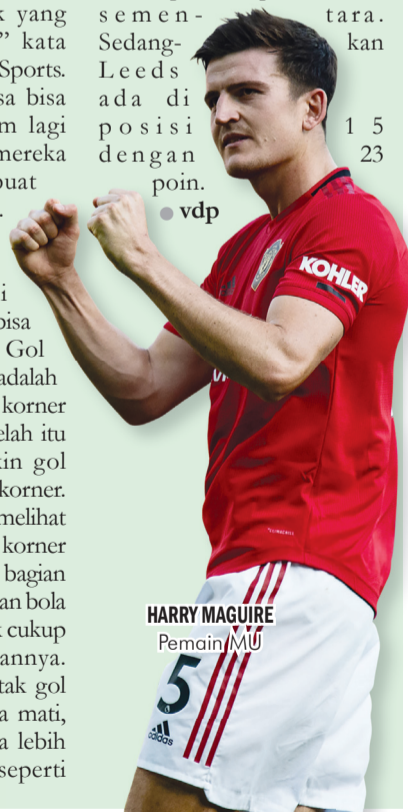 yang
” kata
Sports.
sa bisa
m lagi
mereka
buat
semen- tara.
Sedang- kan
Leeds
ada di
posisi 15
dengan 23
poin.
vdp
KOHLER
i
bisa
Gol
adalah
korner
elah itu
kin gol
korner.
melihat
korner
bagian
an bola
cukup
annya.
tak gol
a mati,
a lebih
seperti
HARRY MAGUIRE
Pemain MU
5
adidas